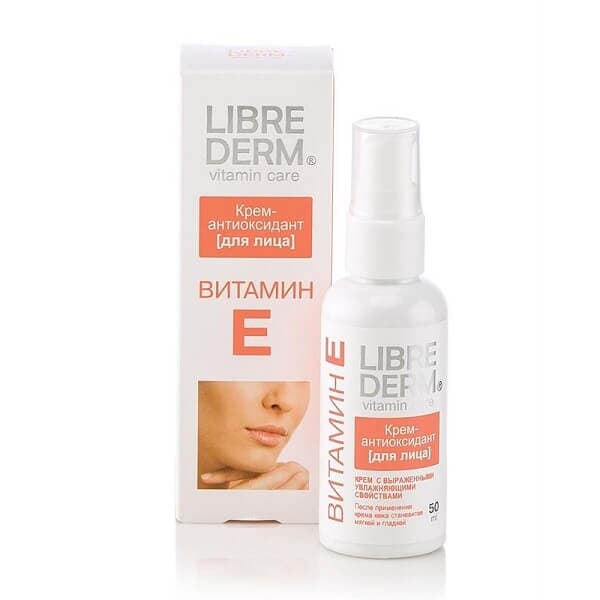 LIBRE
DERM®
vitamin care
Крем-
антиоксидант
[для лица]
ВИТАМИН
E
ВИТАМИН E
LIBRE
DERM®
vitamin care
Крем-
антиоксидант
[для лица]
КРЕМ С ВЫРАЖЕННЫМИ
УВЛАЖНЯЮЩИМИ
СВОЙСТВАМИ
После применения
крема кожа становится
мягкой и гладкой
50
ml